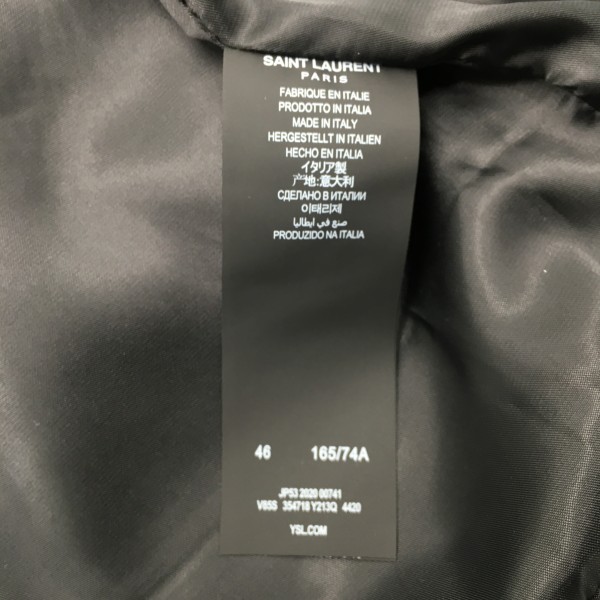 SAINT LAURENT
PARIS
FABRIQUE EN ITALIE
PRODOTTO IN ITALIA
MADE IN ITALY
HERGESTELLT IN ITALIEN
HECHO EN ITALIA
イタリア製
产地:意大利
СДЕЛАНО В ИТАЛИИ
이태리제
صنع في ايطاليا
PRODUZIDO NA ITALIA
46 165/74A
JP53 2020 00741
V85S 354718 Y213Q 4420
YSL.COM